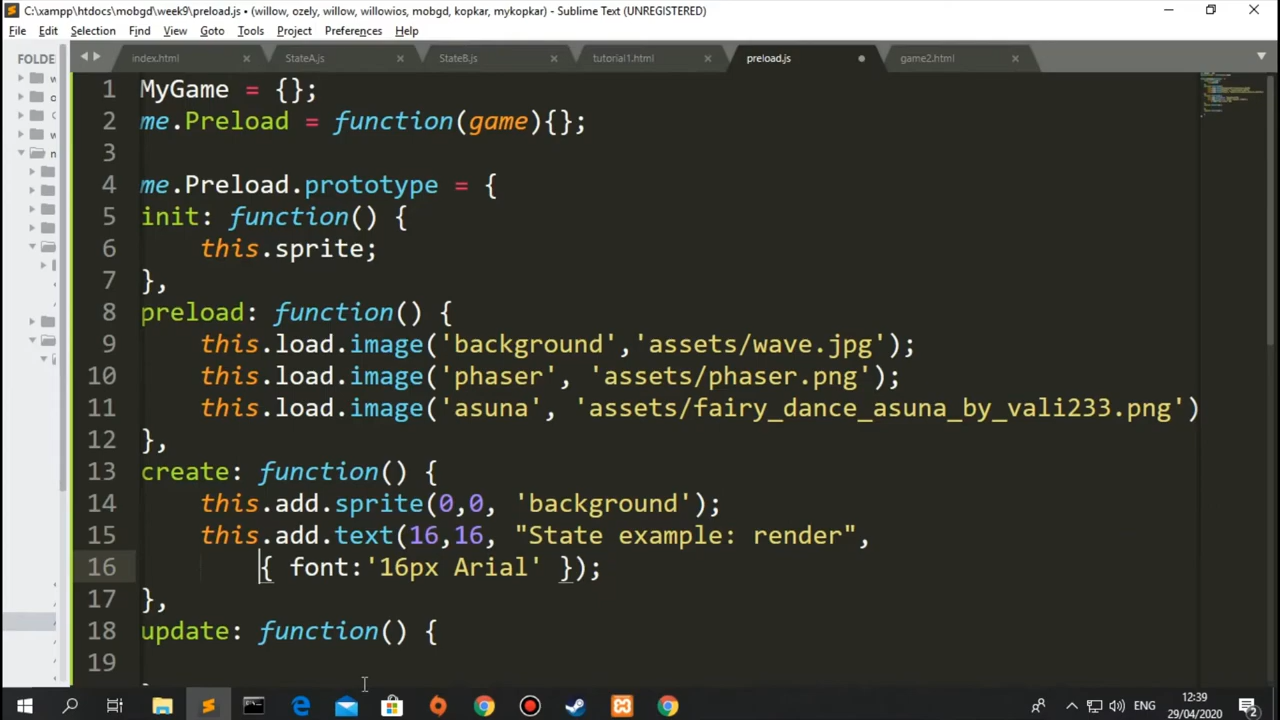 C:\xampp\htdocs\mobgd\week9\preload.js • (willow, ozely, willow, willowios, mobgd, kopkar, mykopkar) - Sublime Text (UNREGISTERED)
File Edit Selection Find View Goto Tools Project Preferences Help
FOLDE index.html StateA.js StateB.js tutorial1.html preload.js game2.html
1 MyGame = {};
2 me.Preload = function(game){};
3
4 me.Preload.prototype = {
5 init: function() {
6 this.sprite;
7 },
8 preload: function() {
9 this.load.image('background','assets/wave.jpg');
10 this.load.image('phaser', 'assets/phaser.png');
11 this.load.image('asuna', 'assets/fairy_dance_asuna_by_vali233.png')
12 },
13 create: function() {
14 this.add.sprite(0,0, 'background');
15 this.add.text(16,16, "State example: render",
16 { font:'16px Arial' });
17 },
18 update: function() {
19
ENG 12:39
29/04/2020 2